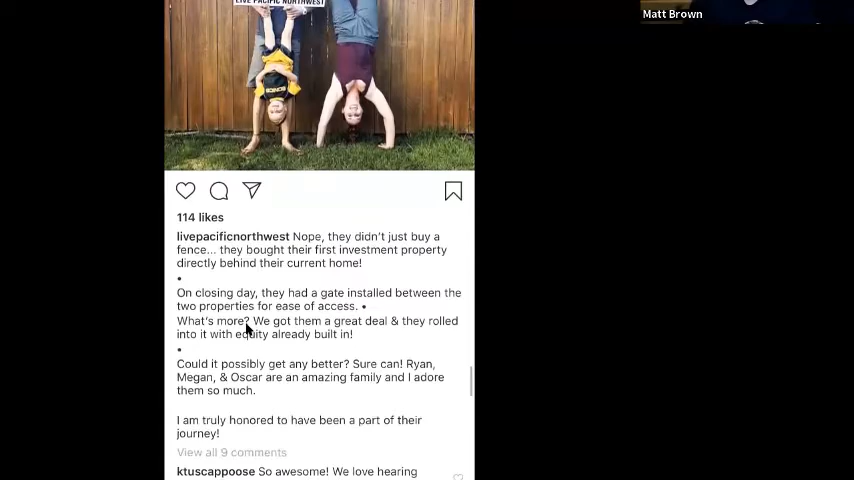 LIVE PACIFIC NORTHWEST
Matt Brown
114 likes
livepacificnorthwest Nope, they didn't just buy a
fence... they bought their first investment property
directly behind their current home!
•
On closing day, they had a gate installed between the
two properties for ease of access. •
What's more? We got them a great deal & they rolled
into it with equity already built in!
•
Could it possibly get any better? Sure can! Ryan,
Megan, & Oscar are an amazing family and I adore
them so much.
I am truly honored to have been a part of their
journey!
View all 9 comments
ktuscappoose So awesome! We love hearing